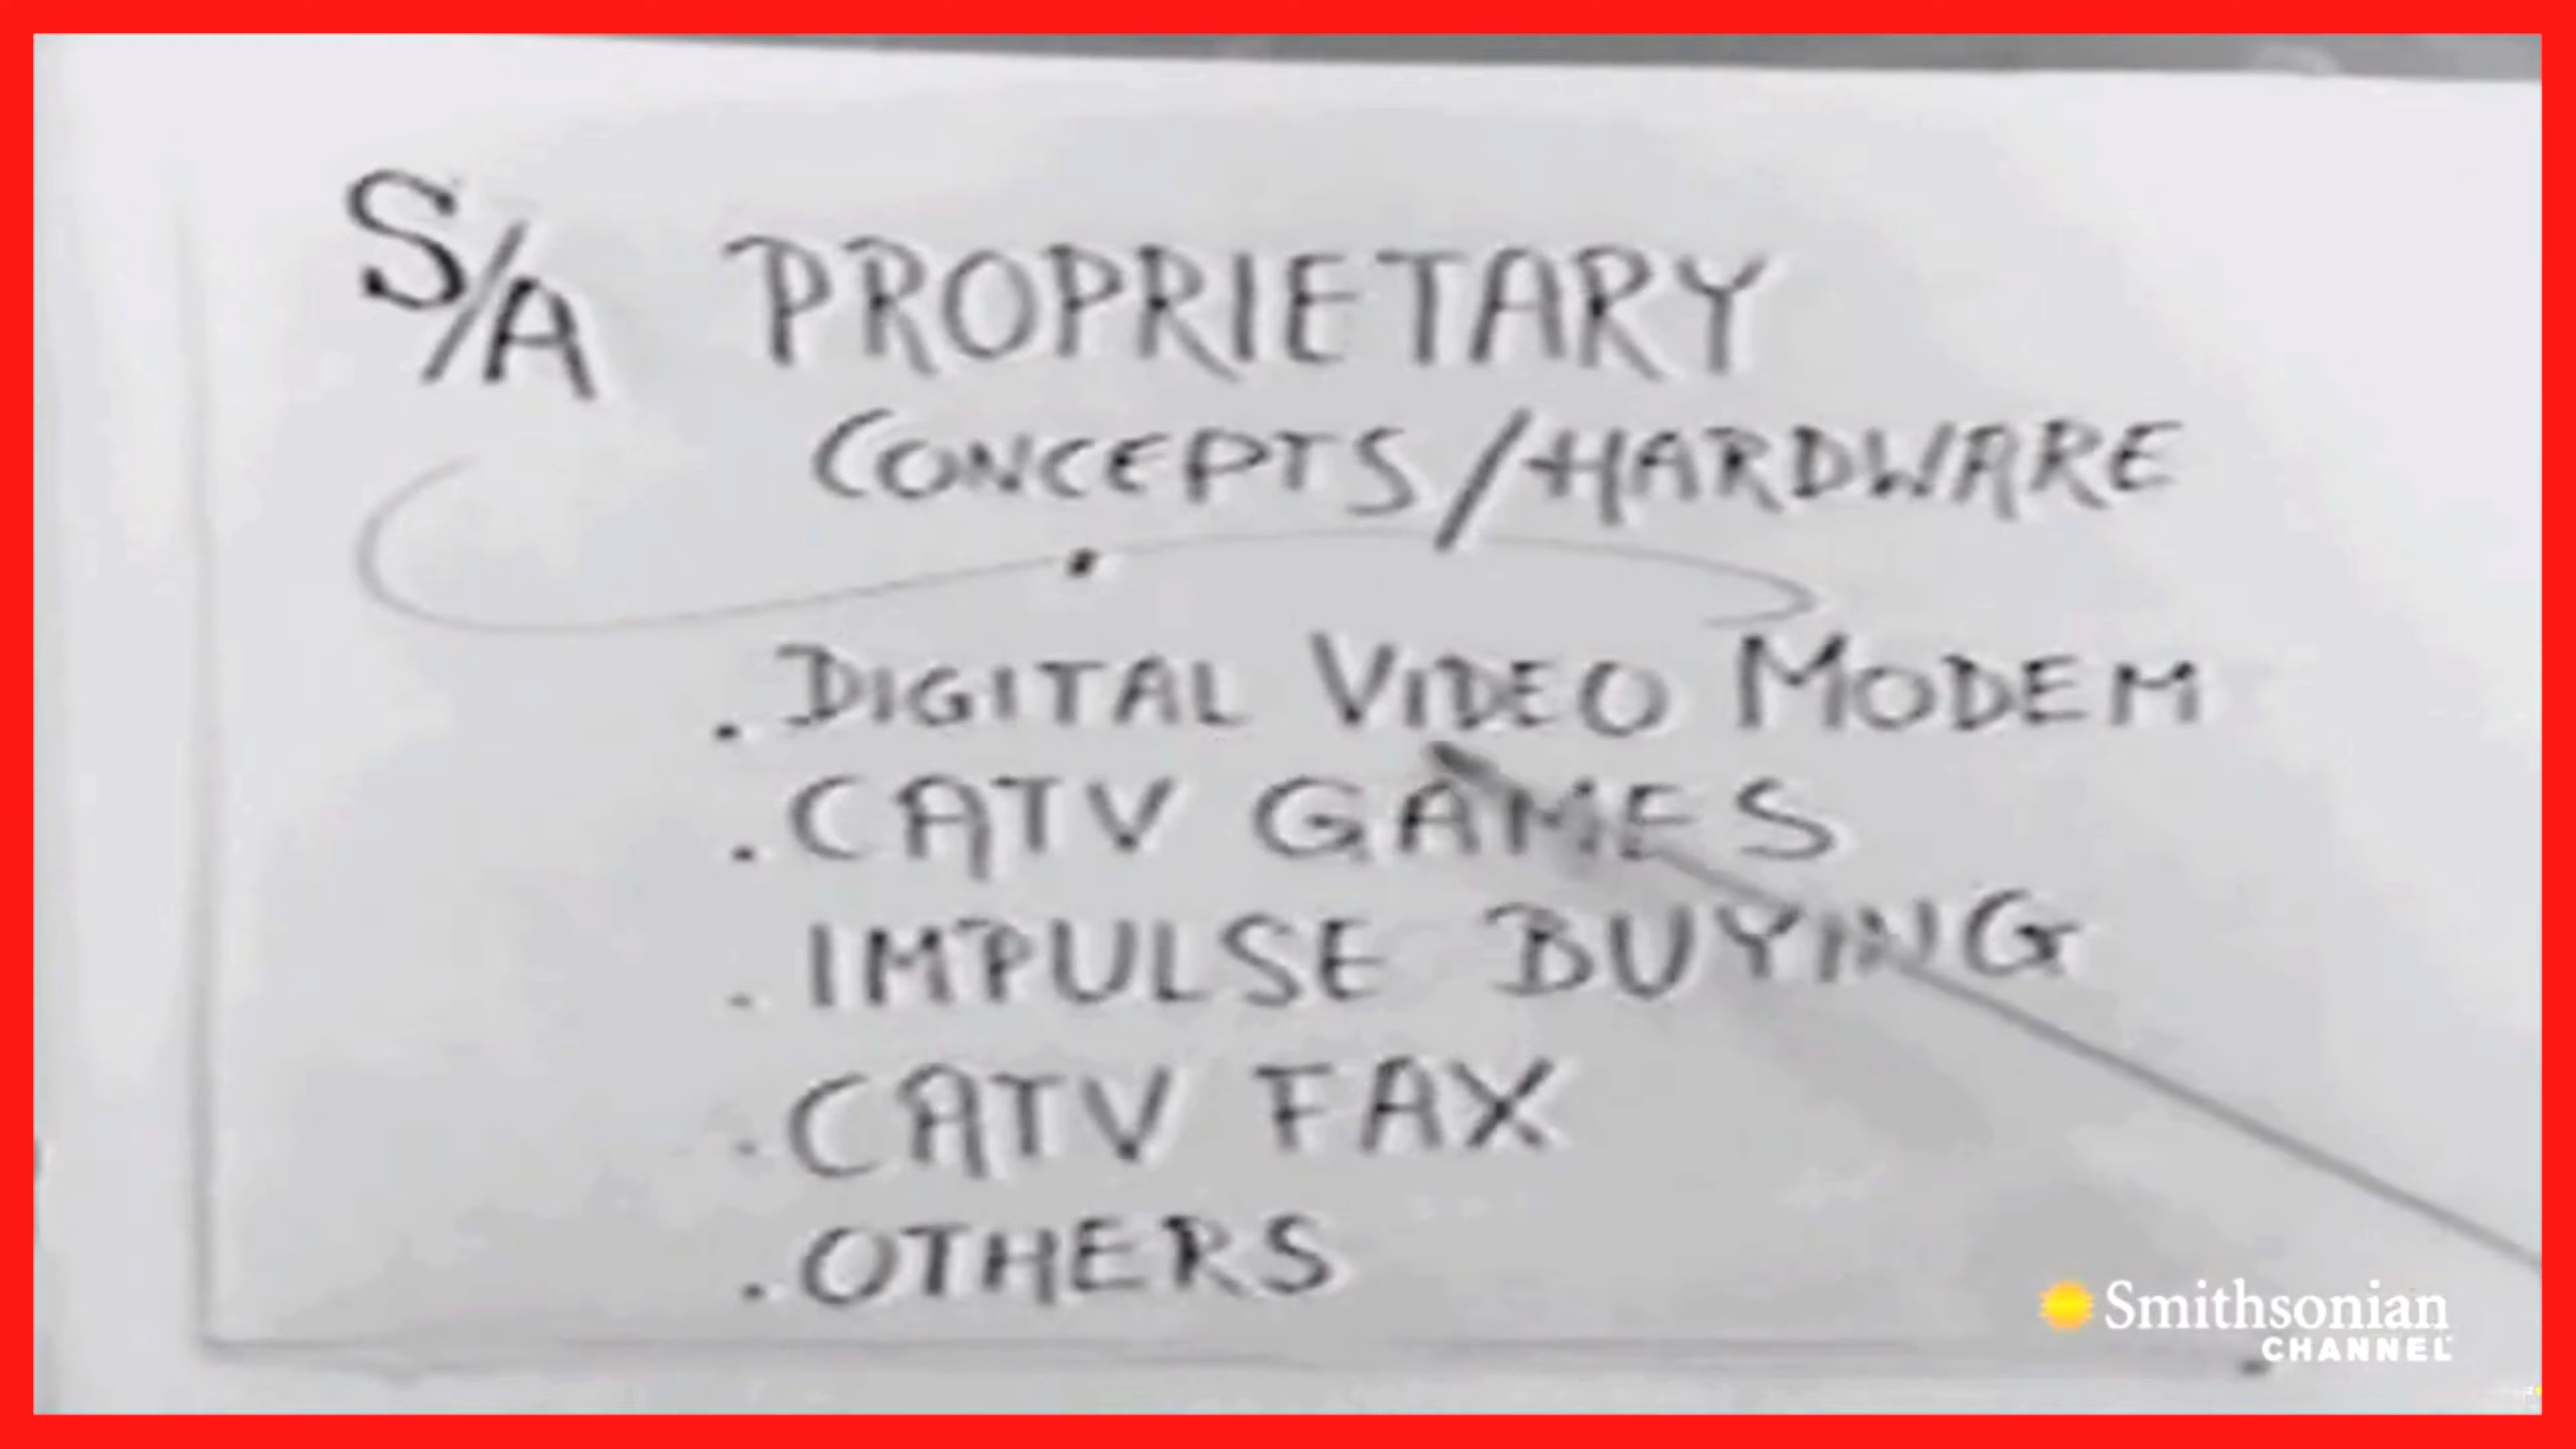 S/A PROPRIETARY
CONCEPTS/HARDWARE
. DIGITAL VIDEO MODEM
. CATV GAMES
. IMPULSE BUYING
. CATV FAX
. OTHERS
Smithsonian
CHANNEL